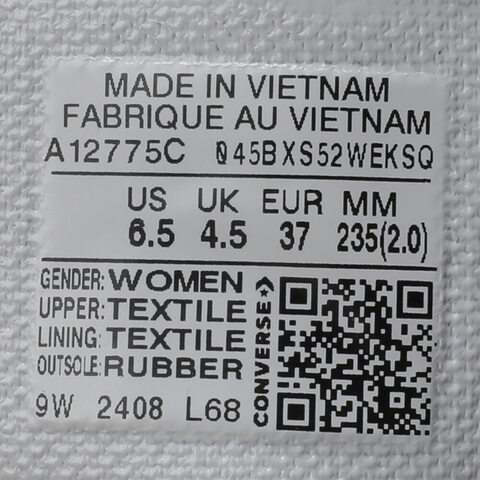 MADE IN VIETNAM
FABRIQUE AU VIETNAM
A12775C 045BXS52WEKSQ
US UK EUR MM
6.5 4.5 37 235(2.0)
GENDER: WOMEN
UPPER: TEXTILE
LINING: TEXTILE
OUTSOLE: RUBBER
9W 2408 L68
CONVERSE